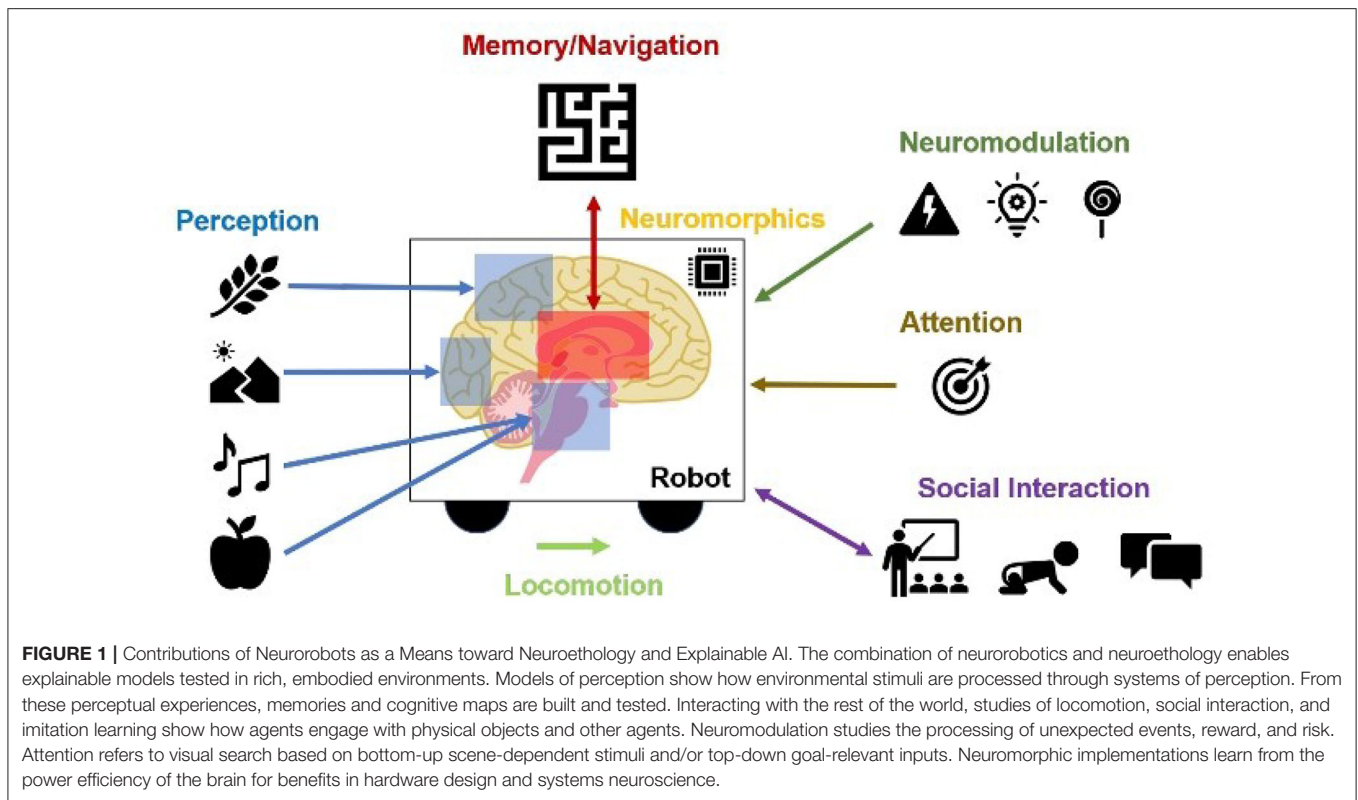 Memory/Navigation
Neuromodulation
Perception
Neuromorphics
Attention
Robot
Social Interaction
Locomotion
FIGURE 1 | Contributions of Neurorobots as a Means toward Neuroethology and Explainable AI. The combination of neurorobotics and neuroethology enables
explainable models tested in rich, embodied environments. Models of perception show how environmental stimuli are processed through systems of perception. From
these perceptual experiences, memories and cognitive maps are built and tested. Interacting with the rest of the world, studies of locomotion, social interaction, and
imitation learning show how agents engage with physical objects and other agents. Neuromodulation studies the processing of unexpected events, reward, and risk.
Attention refers to visual search based on bottom-up scene-dependent stimuli and/or top-down goal-relevant inputs. Neuromorphic implementations learn from the
power efficiency of the brain for benefits in hardware design and systems neuroscience.